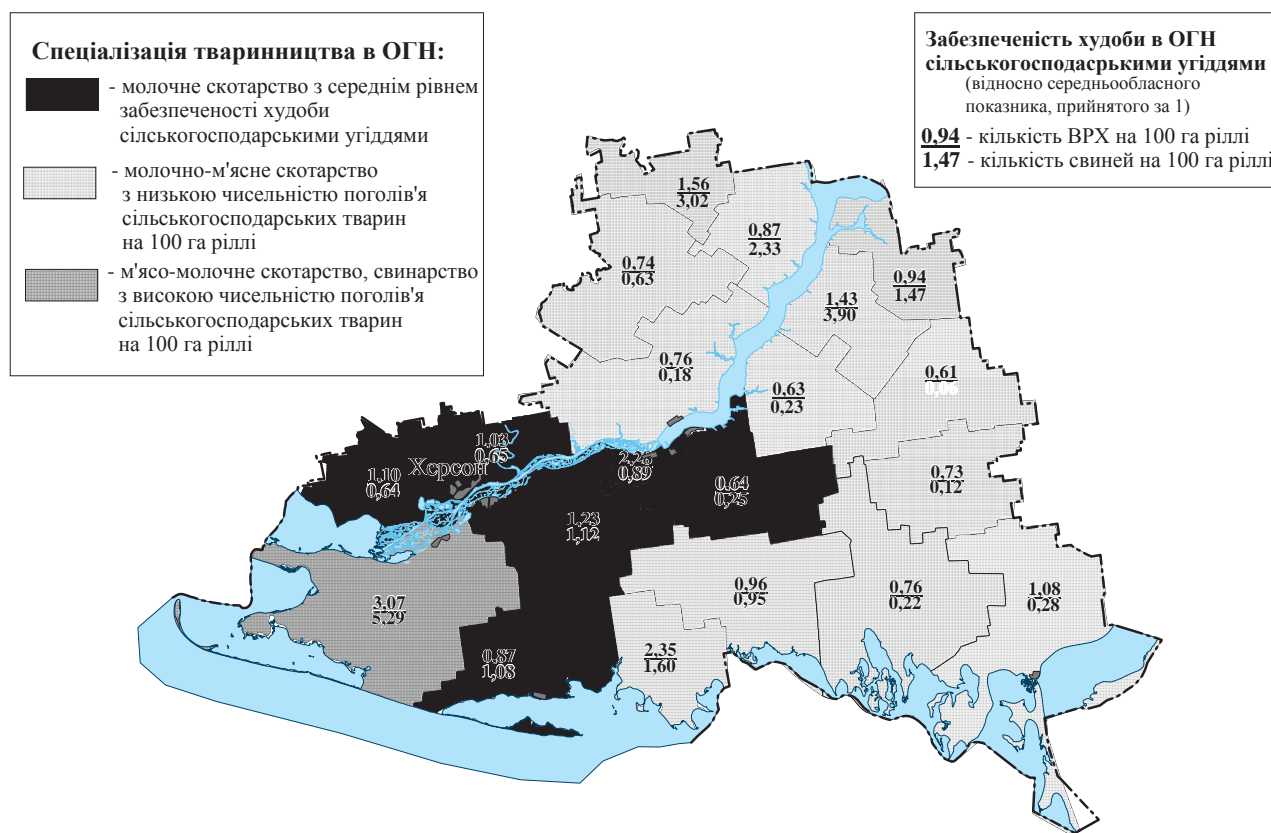 Спеціалізація тваринництва в ОГН:
- молочне скотарство з середнім рівнем
забезпеченості худоби
сілськогосподарськими угіддями
- молочно-м'ясне скотарство
з низькою чисельністю поголів'я
сільськогосподарських тварин
на 100 га ріллі
- м'ясо-молочне скотарство, свинарство
з високою чисельністю поголів'я
сільськогосподарських тварин
на 100 га ріллі
Забезпеченість худоби в ОГН
сільськогосподасрькими угіддями
(відносно середньообласного
показника, прийнятого за 1)
0,94 - кількість ВРХ на 100 га ріллі
1,47 - кількість свиней на 100 га ріллі
1,56
3,02
0,87
2,33
0,74
0,63
0,94
1,47
1,43
3,90
0,76
0,18
0,61
0,63
0,23
1,03
0,65
Херсон
1,10
0,64
0,89
0,64
0,25
0,73
0,12
1,23
1,12
0,96
0,95
0,76
0,22
1,08
0,28
3,07
5,29
0,87
1,08
2,35
1,60